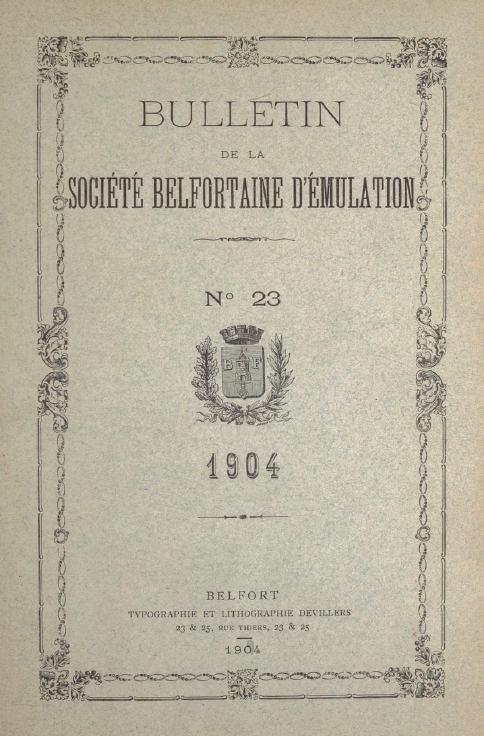 BULLETIN
DE LA
SOCIÉTÉ BELFORTAINE D'ÉMULATION
N° 23
B F
1904
BELFORT
TYPOGRAPHIE ET LITHOGRAPHIE DEVILLERS
23 & 25, RUE THIERS, 23 & 25
1904